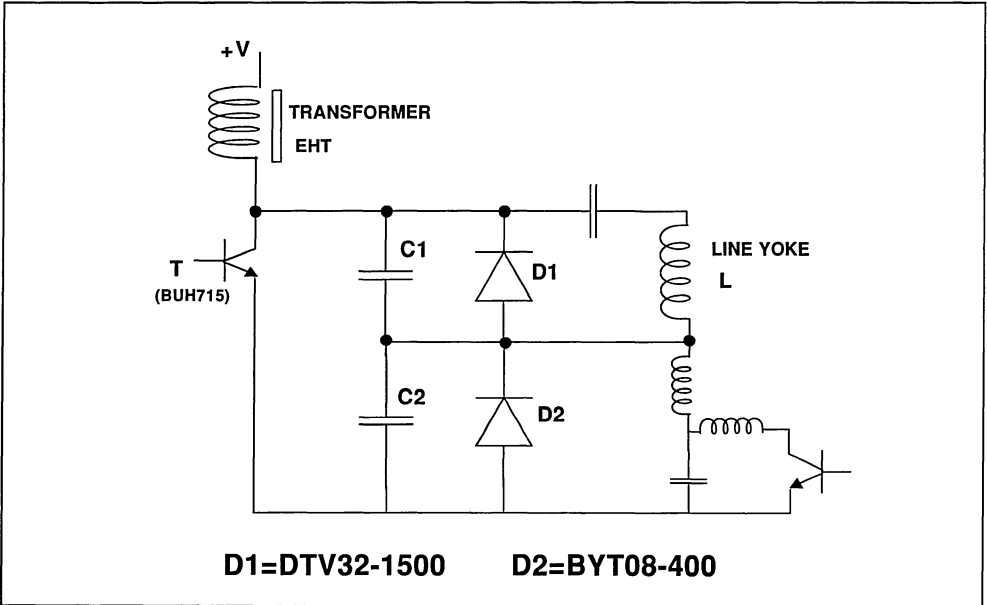 +V
TRANSFORMER
EHT
C1
D1
LINE YOKE
L
T
(BUH715)
C2
D2
D1=DTV32-1500 D2=BYT08-400